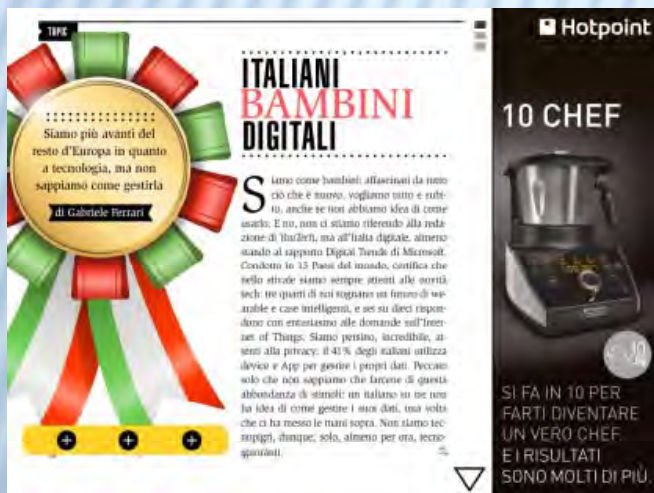 TOPIC
Siamo più avanti del
resto d'Europa in quanto
a tecnologia, ma non
sappiamo come gestirla
di Gabriele Ferrari
ITALIANI
BAMBINI
DIGITALI
Siamo come bambini: affascinati da tutto
ciò che è nuovo, vogliamo tutto e subi-
to, anche se non abbiamo idea di come
usarlo. E no, non ci stiamo riferendo alla reda-
zione di YouTech, ma all'Italia digitale, almeno
stando al rapporto Digital Trends di Microsoft.
Condotto in 13 Paesi del mondo, certifica che
nello stivale siamo sempre attenti alle novità
tech: tre quarti di noi sognano un futuro di we-
arable e case intelligenti, e sei su dieci rispon-
dono con entusiasmo alle domande sull'Inter-
net of Things. Siamo persino, incredibile, at-
tenti alla privacy: il 41% degli italiani utilizza
device e App per gestire i propri dati. Peccato
solo che non sappiamo che farcene di questa
abbondanza di stimoli: un italiano su tre non
ha idea di come gestire i suoi dati, una volta
che ci ha messo le mani sopra. Non siamo tec-
nopigri, dunque, solo, almeno per ora, tecno-
ignoranti.
Hotpoint
10 CHEF
SI FA IN 10 PER
FARTI DIVENTARE
UN VERO CHEF.
E I RISULTATI
SONO MOLTI DI PIÙ.